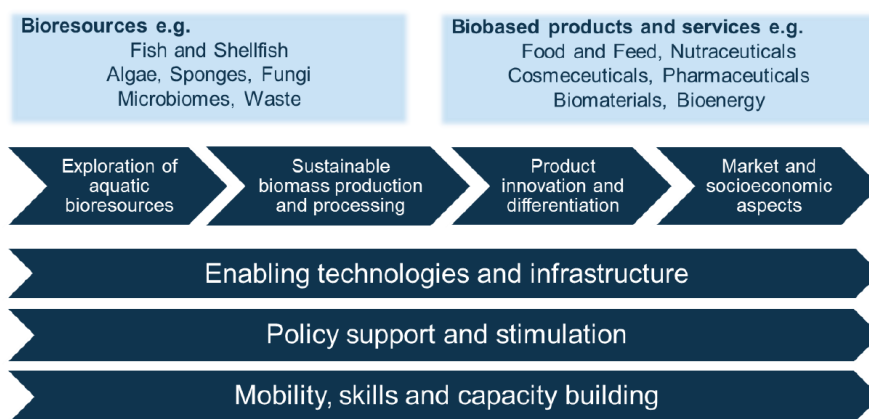 Bioresources e.g.
Fish and Shellfish
Algae, Sponges, Fungi
Microbiomes, Waste
Biobased products and services e.g.
Food and Feed, Nutraceuticals
Cosmeceuticals, Pharmaceuticals
Biomaterials, Bioenergy
Exploration of
aquatic
bioresources
Sustainable
biomass production
and processing
Product
innovation and
differentiation
Market and
socioeconomic
aspects
Enabling technologies and infrastructure
Policy support and stimulation
Mobility, skills and capacity building